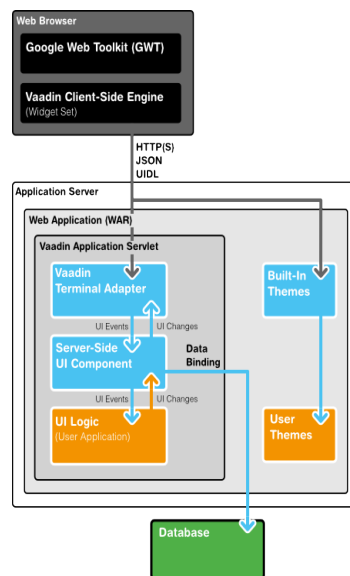 Web Browser
Google Web Toolkit (GWT)
Vaadin Client-Side Engine
(Widget Set)
HTTP(S)
JSON
UIDL
Application Server
Web Application (WAR)
Vaadin Application Servlet
Vaadin
Terminal Adapter
Built-In
Themes
UI Events
UI Changes
Server-Side
UI Component
Data
Binding
UI Events
UI Changes
UI Logic
(User Application)
User
Themes
Database